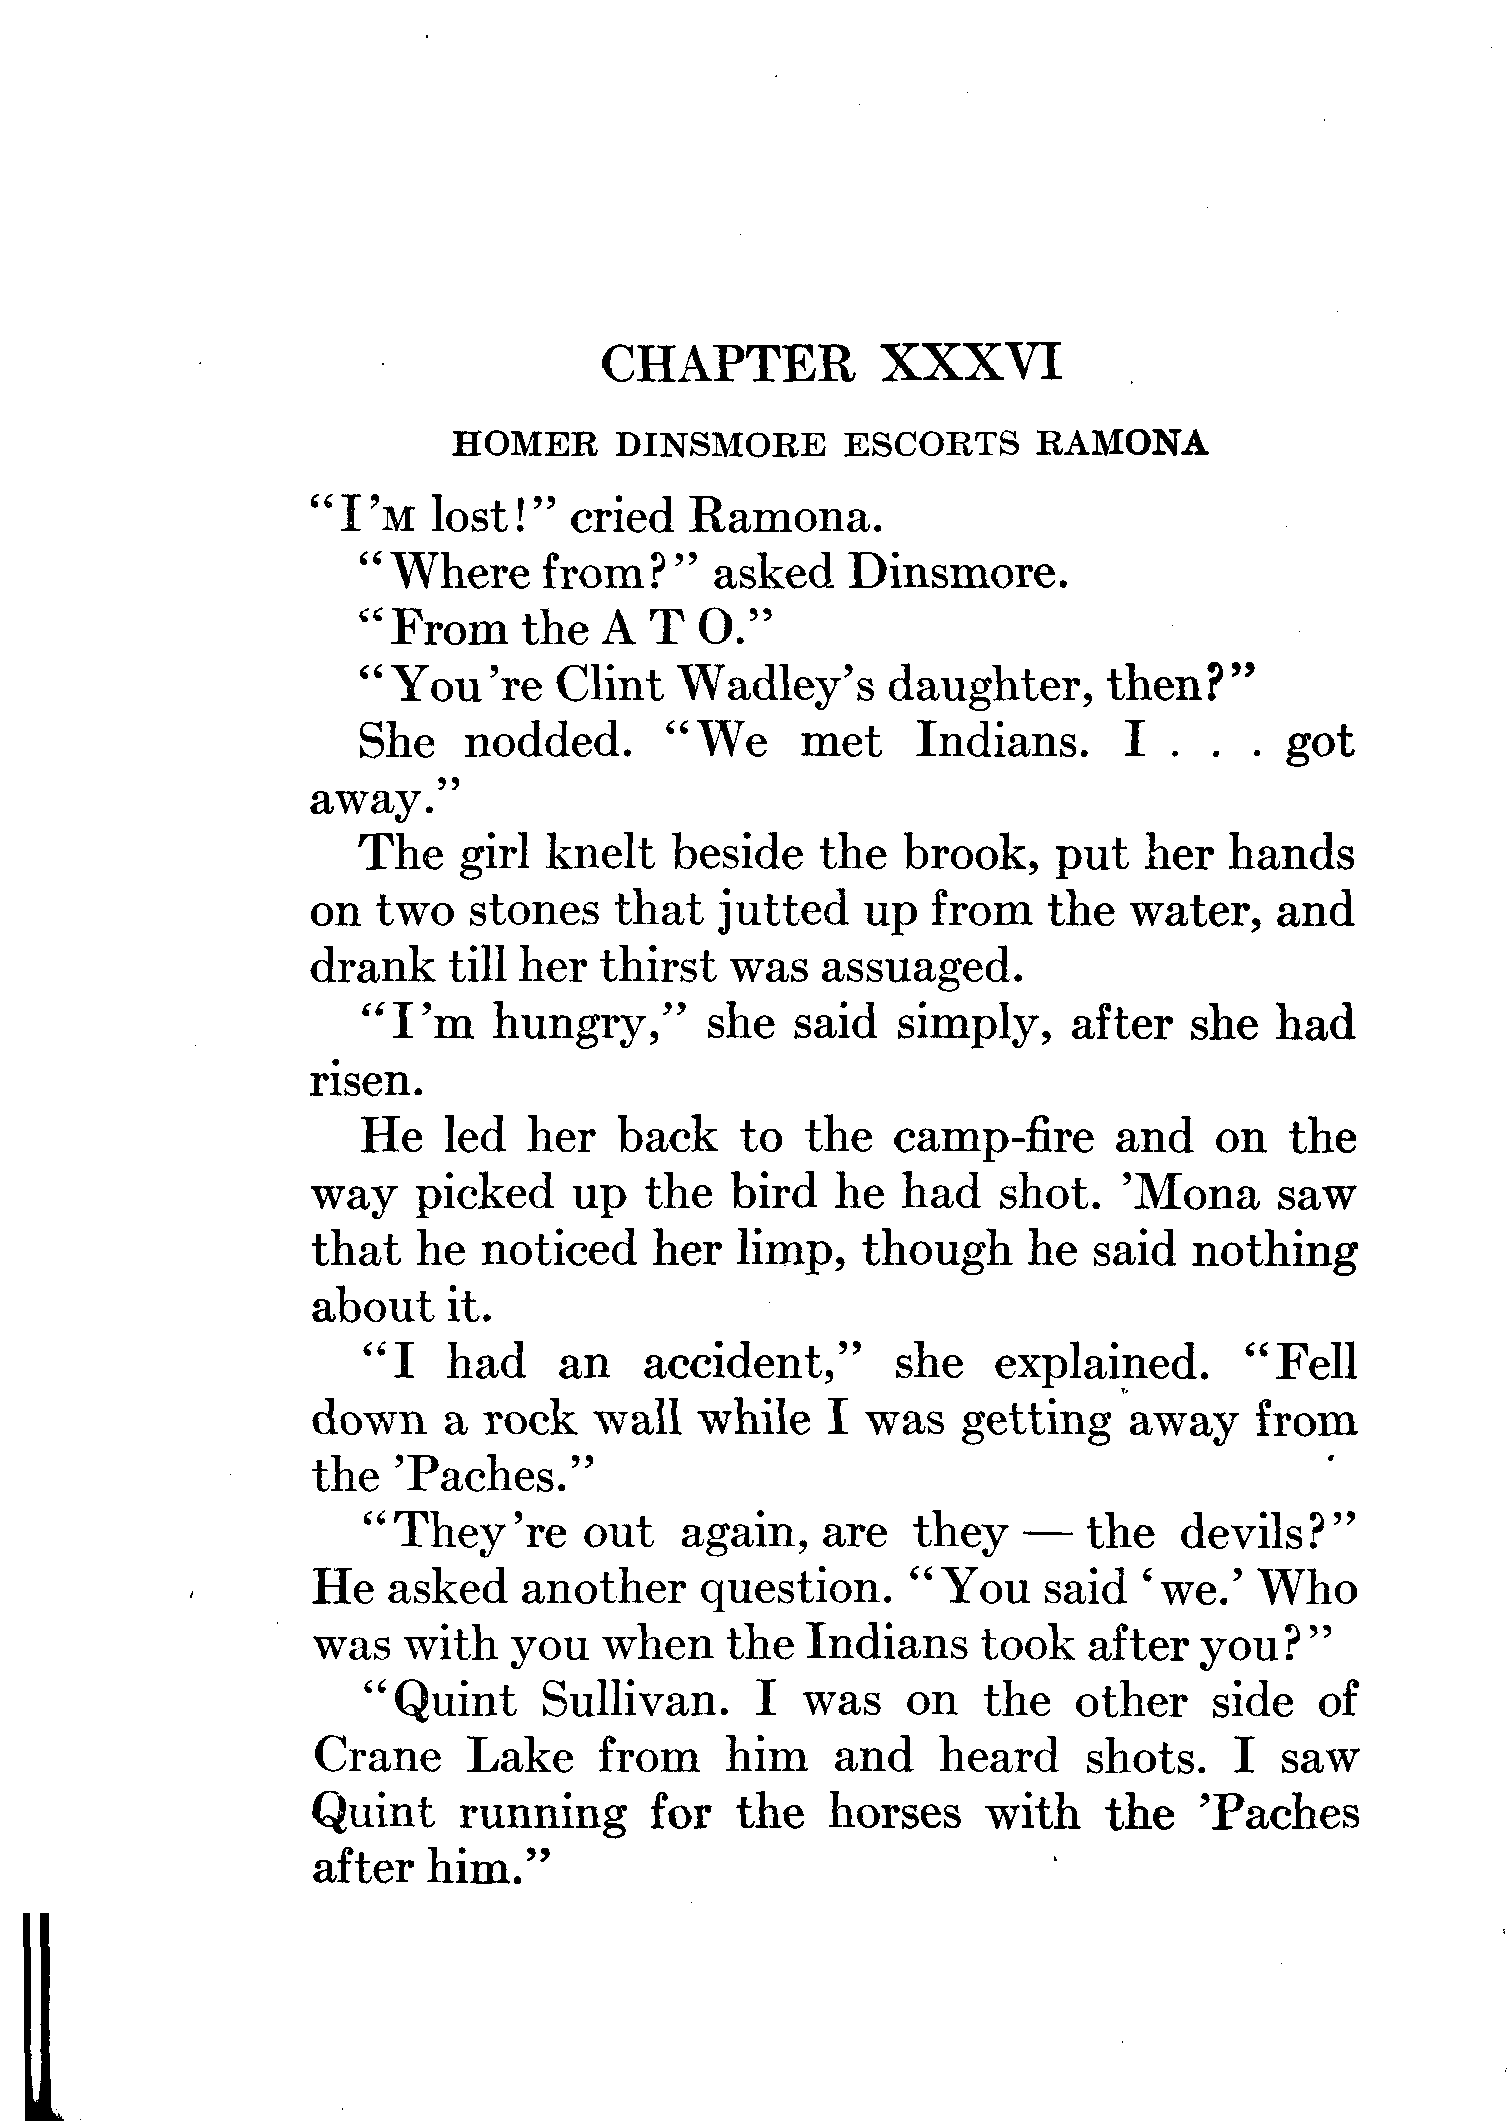 CHAPTER XXXVI
HOMER DINSMORE ESCORTS RAMONA
“I’M lost!” cried Ramona.
“Where from?” asked Dinsmore.
“From the A T O.”
“You’re Clint Wadley’s daughter, then?”
She nodded. “We met Indians. I . . . got
away.”
The girl knelt beside the brook, put her hands
on two stones that jutted up from the water, and
drank till her thirst was assuaged.
“I’m hungry,” she said simply, after she had
risen.
He led her back to the camp-fire and on the
way picked up the bird he had shot. ’Mona saw
that he noticed her limp, though he said nothing
about it.
“I had an accident,” she explained. “Fell
down a rock wall while I was getting away from
the ’Paches.”
“They’re out again, are they — the devils?”
He asked another question. “You said ‘we.’ Who
was with you when the Indians took after you?”
“Quint Sullivan. I was on the other side of
Crane Lake from him and heard shots. I saw
Quint running for the horses with the ’Paches
after him.”